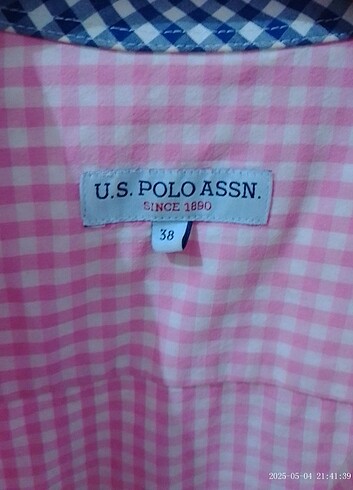 U.S. POLO ASSN.
SINCE 1890
38
2025-05-04 21:41:39